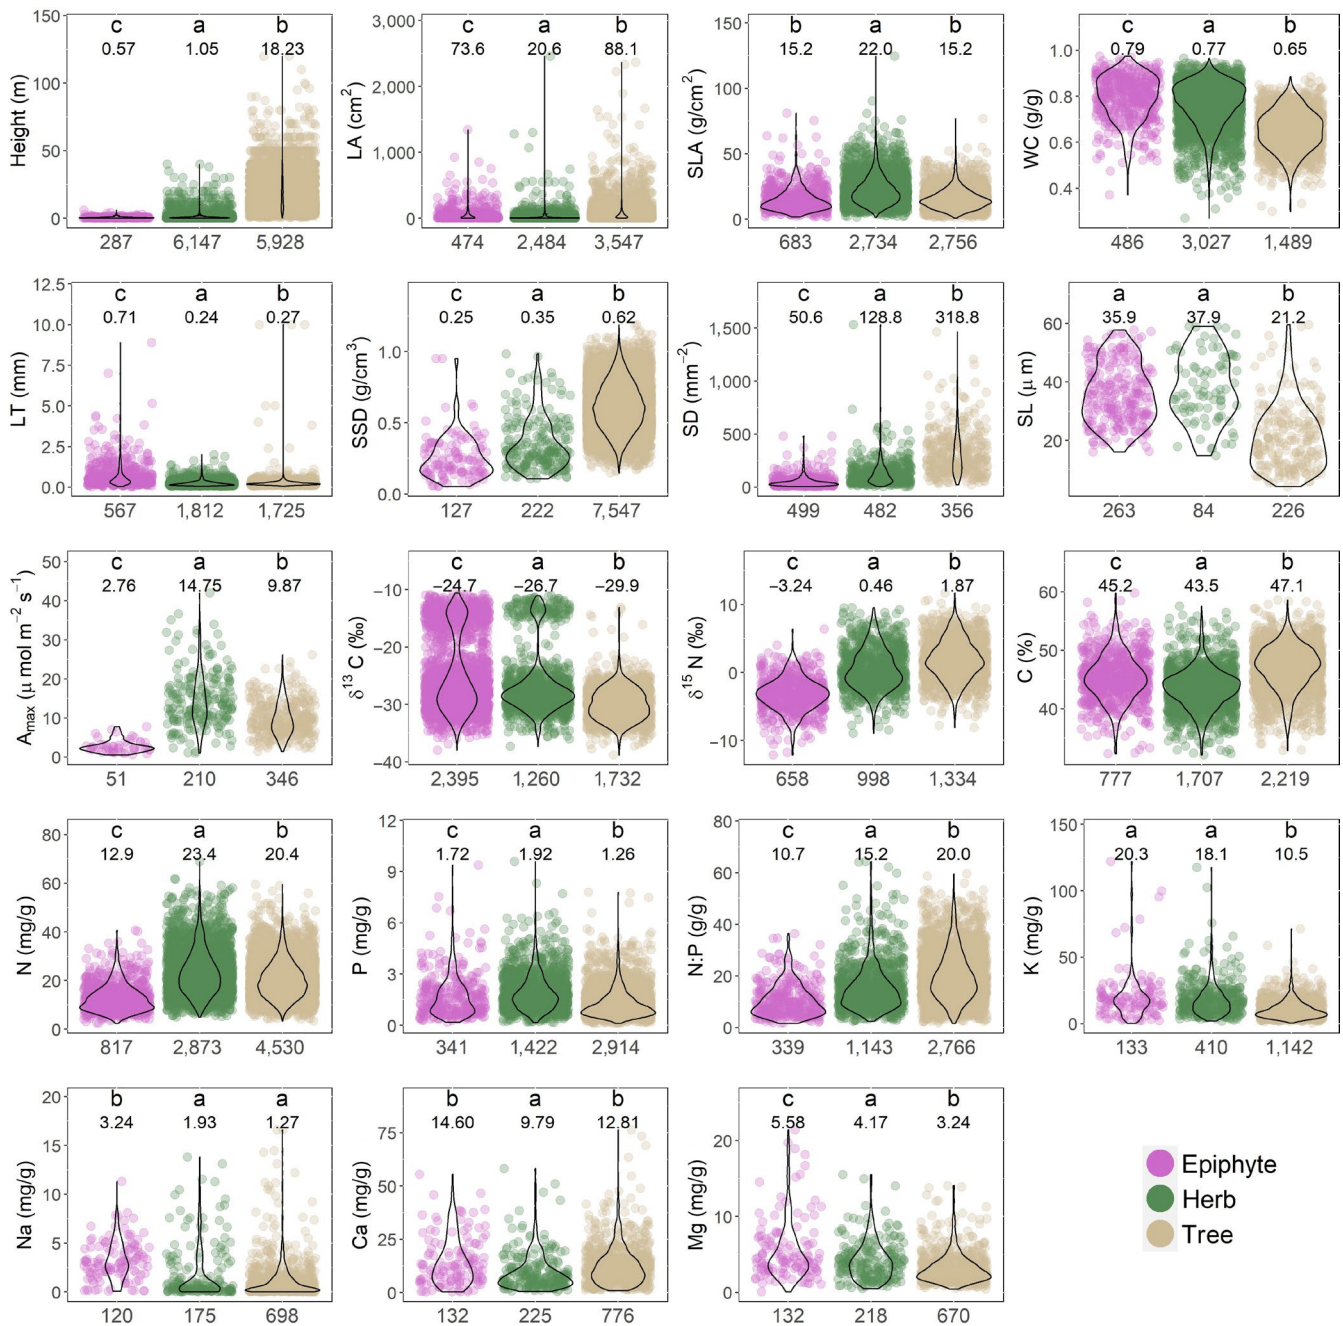 c a b
0.57 1.05 18.23
150
100
50
0
Height (m)
287 6,147 5,928
c a b
73.6 20.6 88.1
3,000
2,000
1,000
0
LA (cm²)
474 2,484 3,547
b a b
15.2 22.0 15.2
150
100
50
0
SLA (g/cm²)
683 2,734 2,756
c a b
0.79 0.77 0.65
1.0
0.8
0.6
0.4
WC (g/g)
486 3,027 1,489
c a b
0.71 0.24 0.27
12.5
10.0
7.5
5.0
2.5
0.0
LT (mm)
567 1,812 1,725
c a b
0.25 0.35 0.62
1.0
0.5
0.0
SSD (g/cm³)
127 222 7,547
c a b
50.6 128.8 318.8
1,500
1,000
500
0
SD (mm⁻²)
499 482 356
a a b
35.9 37.9 21.2
60
40
20
SL (μ m)
263 84 226
c a b
2.76 14.75 9.87
50
40
30
20
10
0
Amax (μ mol m⁻² s⁻¹)
51 210 346
c a b
−24.7 −26.7 −29.9
−10
−20
−30
−40
δ¹³ C (‰)
2,395 1,260 1,732
c a b
−3.24 0.46 1.87
10
0
−10
δ¹⁵ N (‰)
658 998 1,334
c a b
45.2 43.5 47.1
60
50
40
C (%)
777 1,707 2,219
c a b
12.9 23.4 20.4
80
60
40
20
0
N (mg/g)
817 2,873 4,530
c a b
1.72 1.92 1.26
12
9
6
3
0
P (mg/g)
341 1,422 2,914
c a b
10.7 15.2 20.0
80
60
40
20
0
N:P (g/g)
339 1,143 2,766
a a b
20.3 18.1 10.5
150
100
50
0
K (mg/g)
133 410 1,142
b a a
3.24 1.93 1.27
20
15
10
5
0
Na (mg/g)
120 175 698
b a b
14.60 9.79 12.81
75
50
25
0
Ca (mg/g)
132 225 776
c a b
5.58 4.17 3.24
20
10
0
Mg (mg/g)
132 218 670
Epiphyte
Herb
Tree